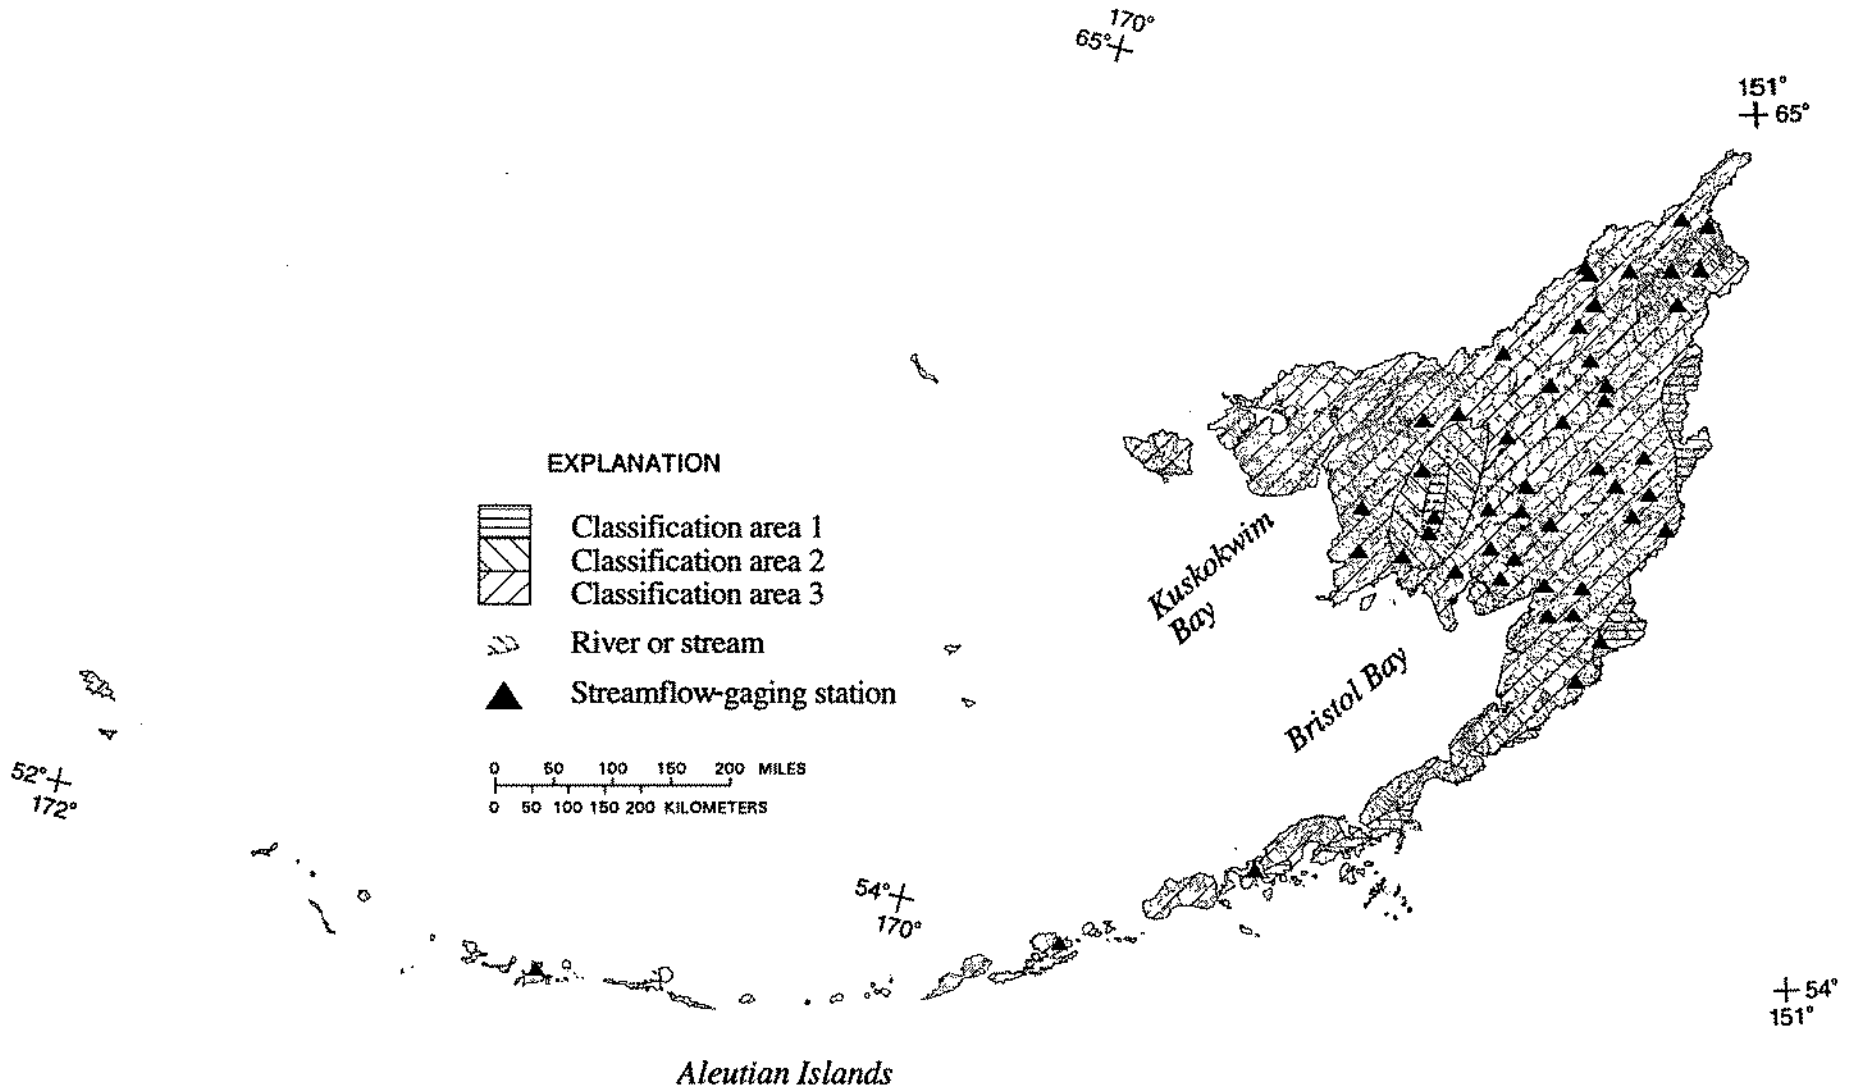 170°
65°
151°
65°
EXPLANATION
Classification area 1
Classification area 2
Classification area 3
River or stream
Streamflow-gaging station
0 50 100 150 200 MILES
0 50 100 150 200 KILOMETERS
Kuskokwim
Bay
Bristol Bay
52°
172°
54°
170°
54°
151°
Aleutian Islands